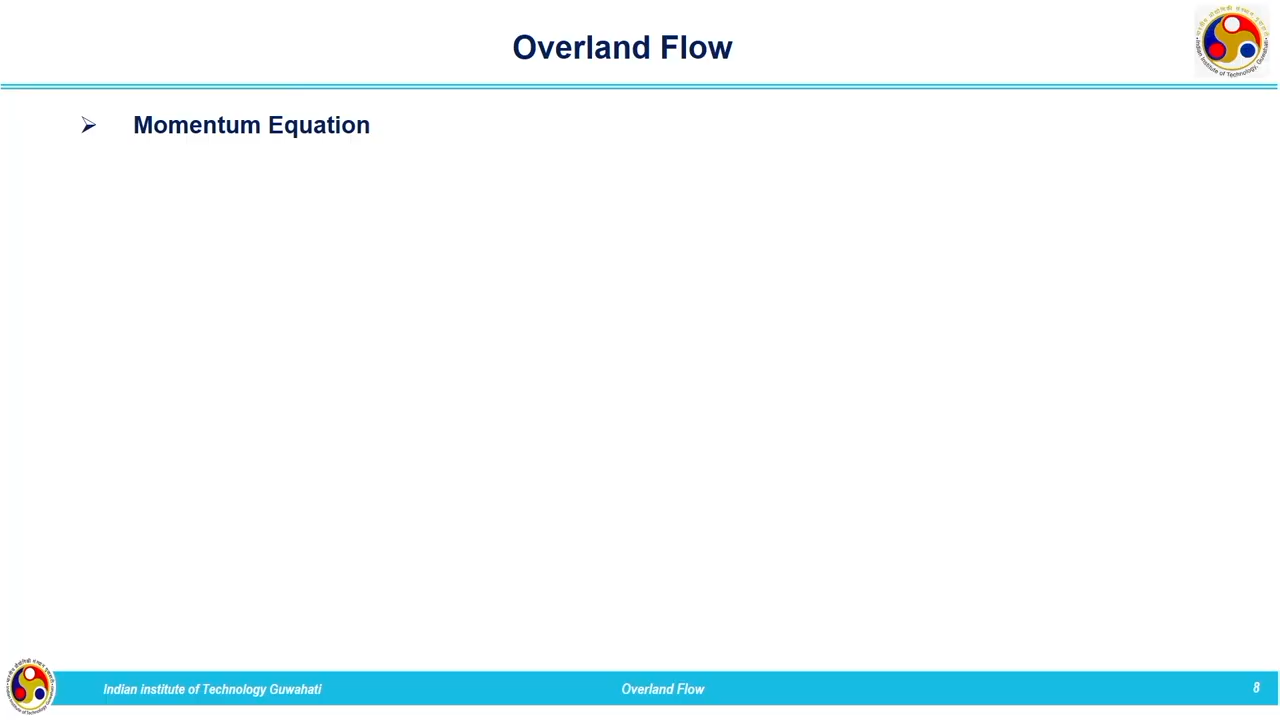 Overland Flow
Momentum Equation
Indian institute of Technology Guwahati
Overland Flow
8